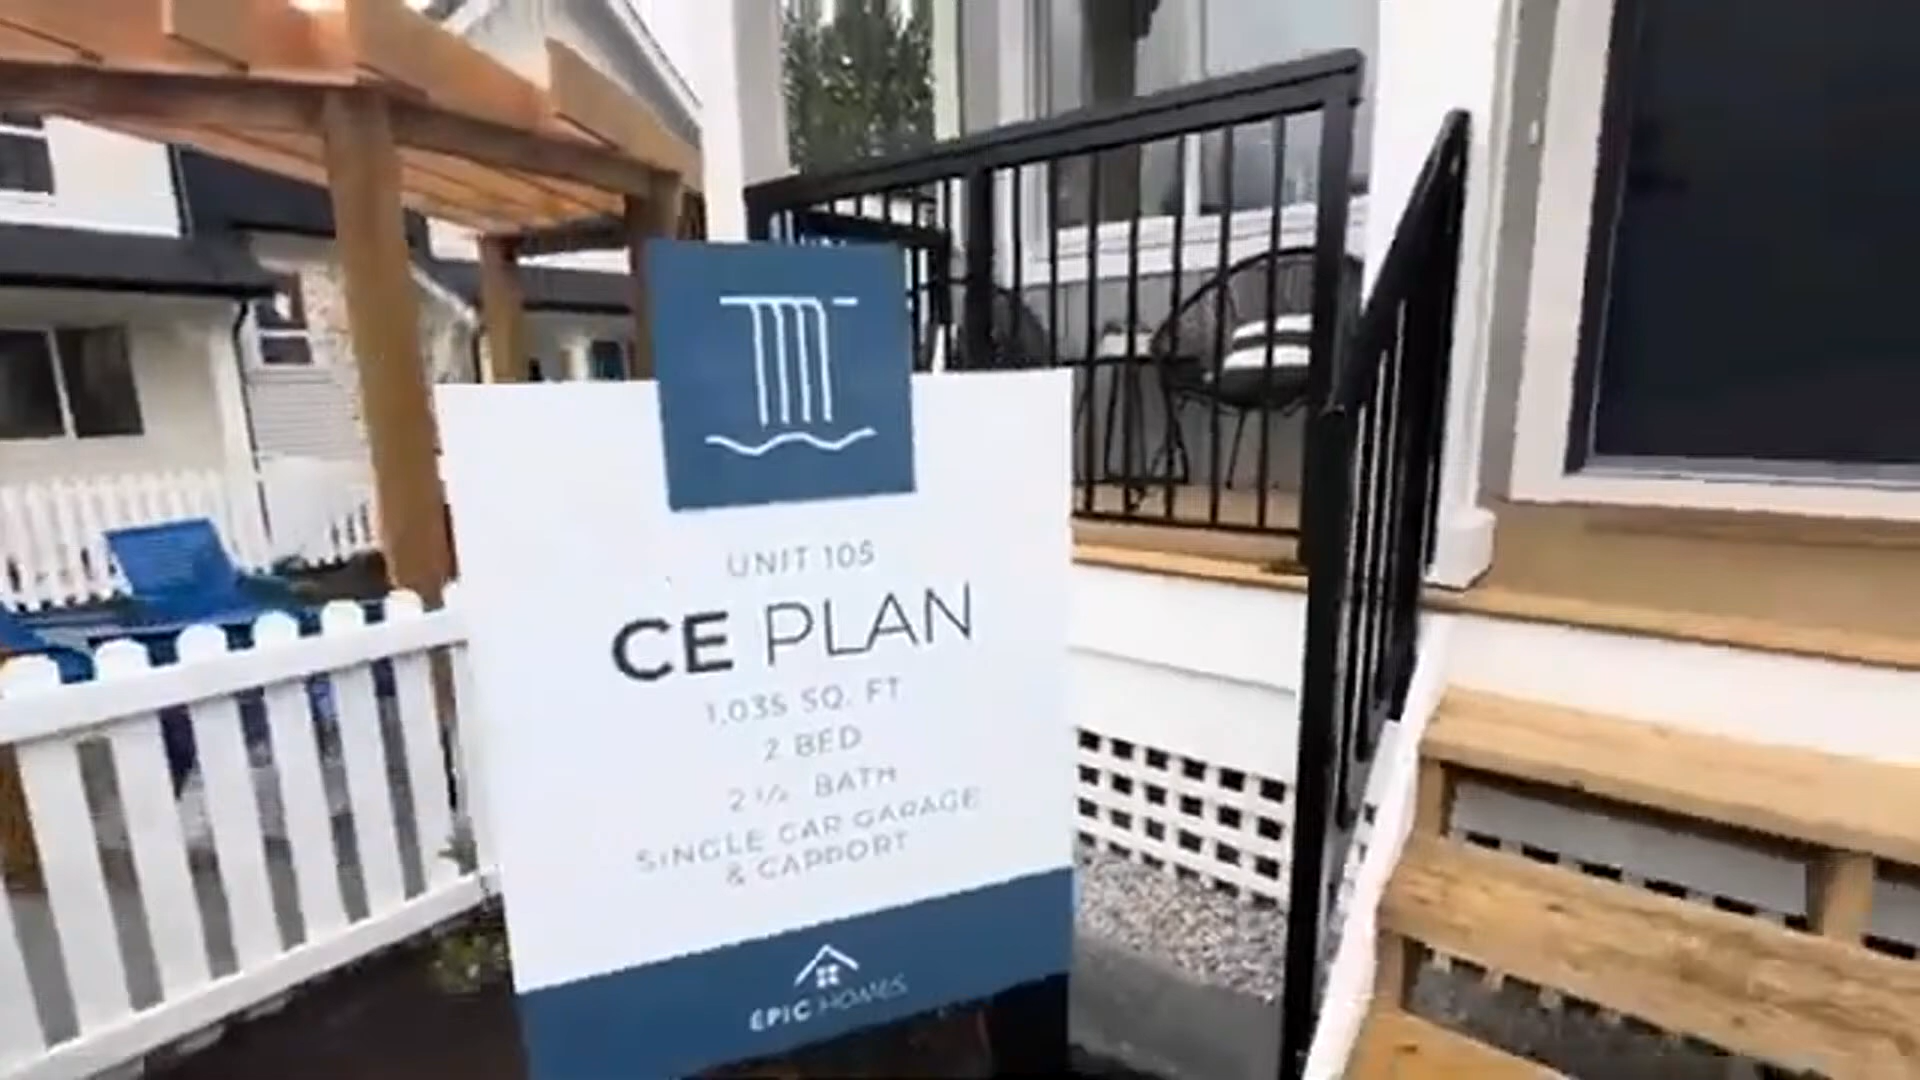 UNIT 105
CE PLAN
1,035 SQ. FT
2 BED
2 1/2 BATH
SINGLE CAR GARAGE
& CARPORT
EPIC HOMES